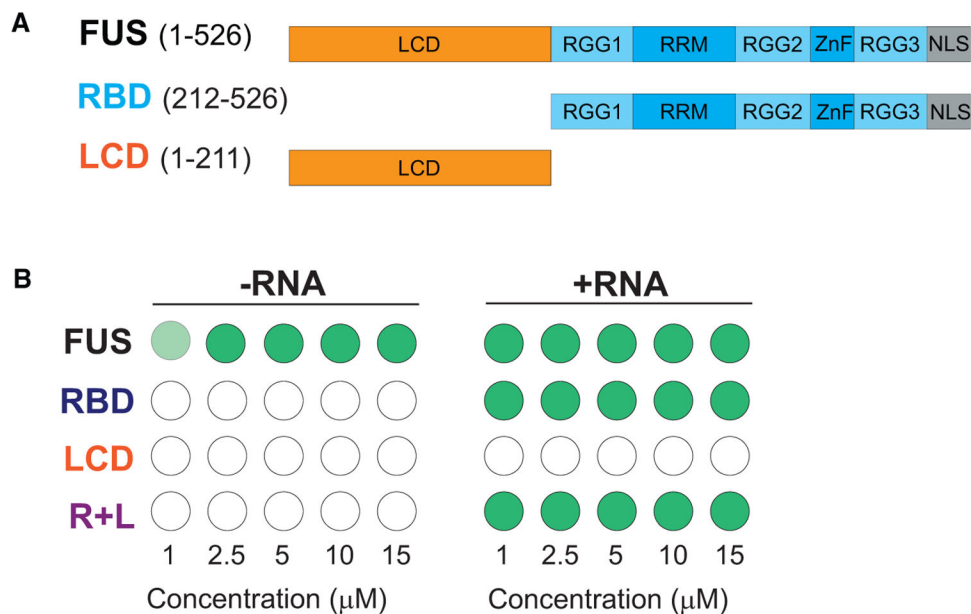 A
FUS (1-526)
LCD RGG1 RRM RGG2 ZnF RGG3 NLS
RBD (212-526)
RGG1 RRM RGG2 ZnF RGG3 NLS
LCD (1-211)
LCD
B
-RNA +RNA
FUS
RBD
LCD
R+L
1 2.5 5 10 15 1 2.5 5 10 15
Concentration (μM) Concentration (μM)